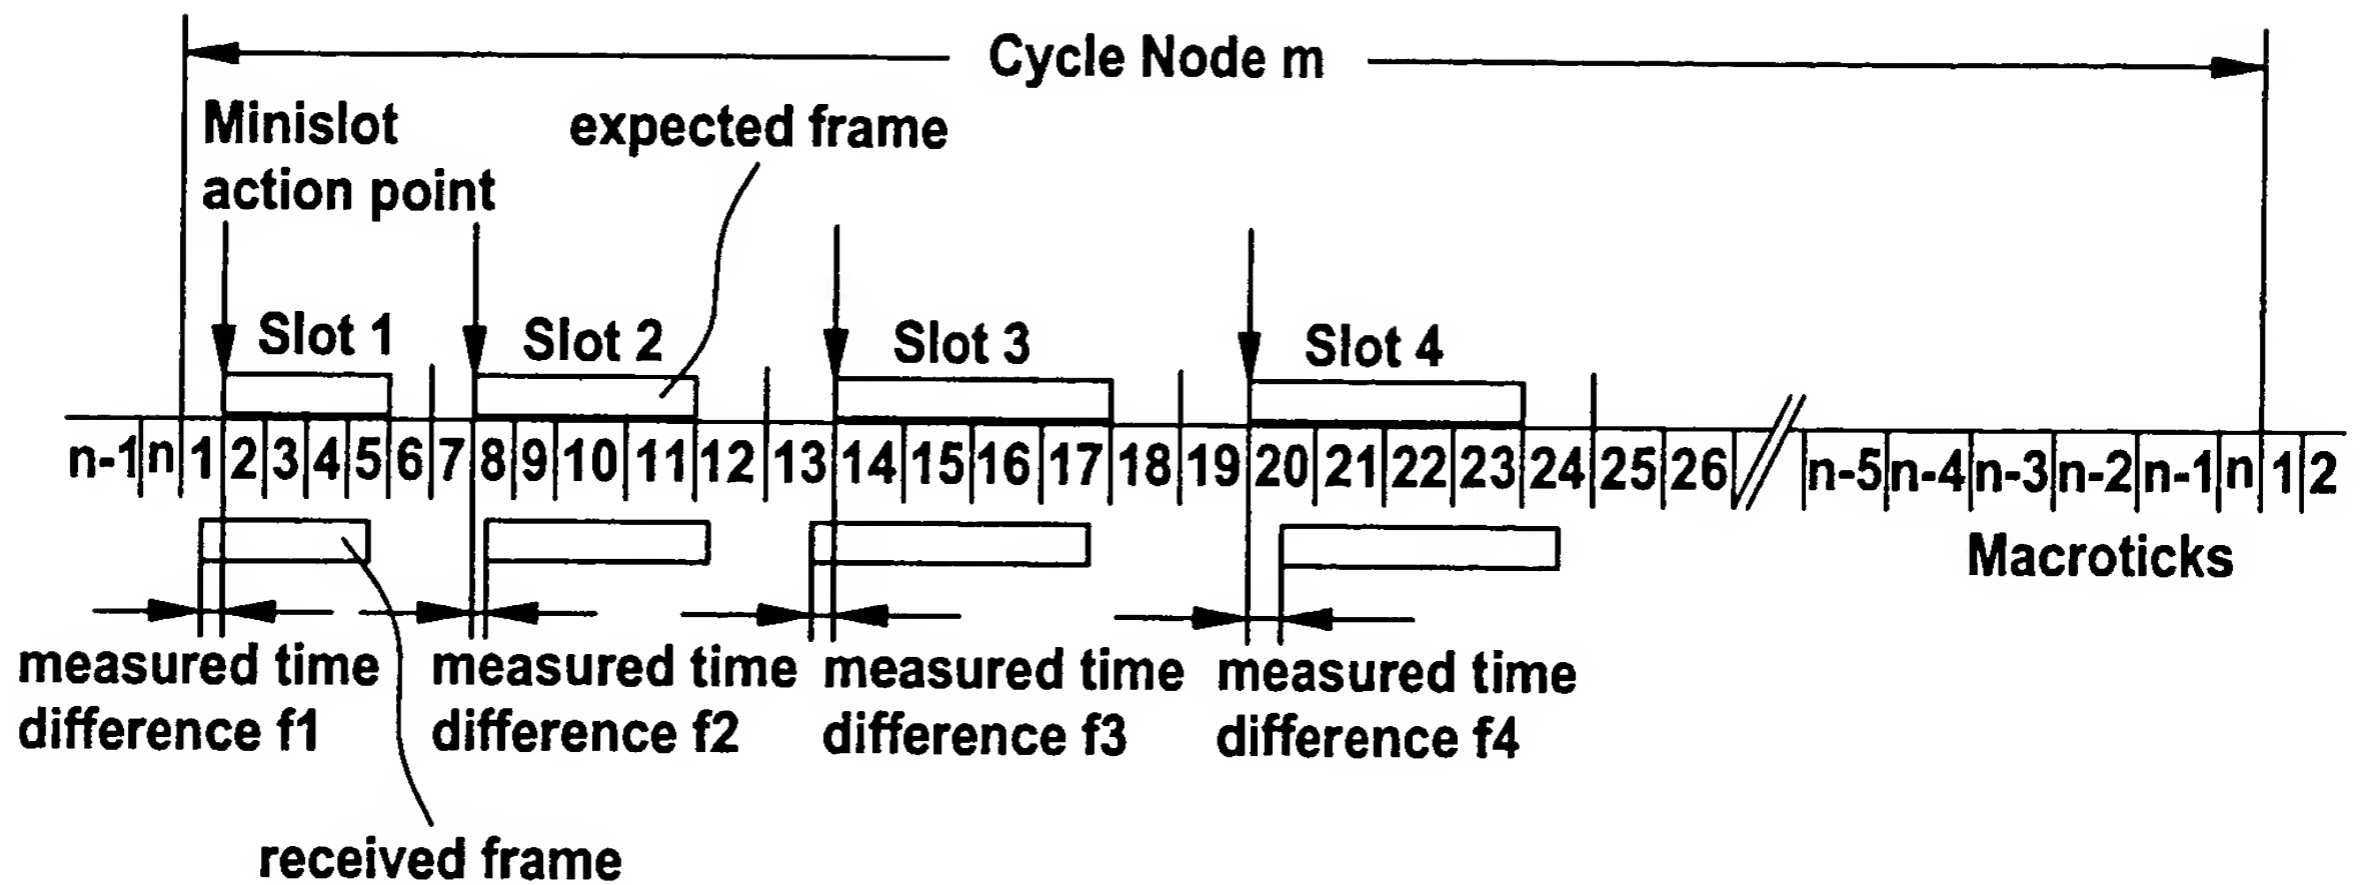 Cycle Node m
Minislot
action point
expected frame
Slot 1
Slot 2
Slot 3
Slot 4
n-1 n 1 2 3 4 5 6 7 8 9 10 11 12 13 14 15 16 17 18 19 20 21 22 23 24 25 26 n-5 n-4 n-3 n-2 n-1 n 1 2
Macroticks
measured time
difference f1
measured time
difference f2
measured time
difference f3
measured time
difference f4
received frame